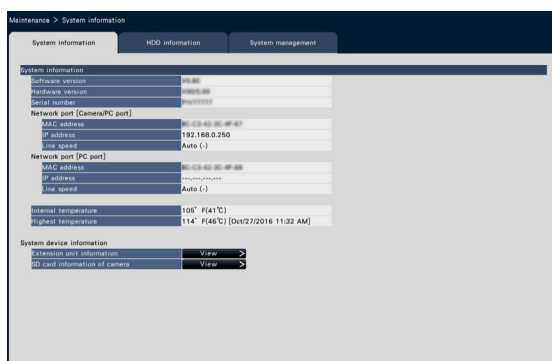 Maintenance > System information
System information HDD information System management
System information
Software version
Hardware version
Serial number
Network port [Camera/PC port]
MAC address
IP address 192.168.0.250
Line speed Auto (-)
Network port [PC port]
MAC address
IP address ---.---.---.---
Line speed Auto (-)
Internal temperature 105° F(41℃)
Highest temperature 114° F(46℃) [Oct/27/2016 11:32 AM]
System device information
Extension unit information View >
SD card information of camera View >